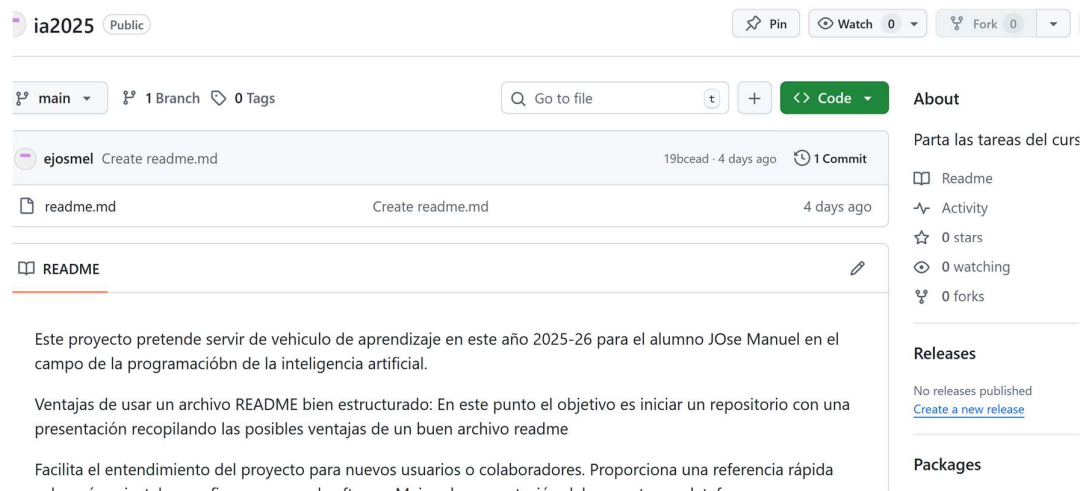 ia2025 Public
Pin
Watch 0
Fork 0
main
1 Branch
0 Tags
Go to file
t
Code
ejosmel Create readme.md
19bcead · 4 days ago
1 Commit
readme.md
Create readme.md
4 days ago
README
Este proyecto pretende servir de vehiculo de aprendizaje en este año 2025-26 para el alumno JOse Manuel en el
campo de la programacióbn de la inteligencia artificial.
Ventajas de usar un archivo README bien estructurado: En este punto el objetivo es iniciar un repositorio con una
presentación recopilando las posibles ventajas de un buen archivo readme
Facilita el entendimiento del proyecto para nuevos usuarios o colaboradores. Proporciona una referencia rápida
About
Parta las tareas del curs
Readme
Activity
0 stars
0 watching
0 forks
Releases
No releases published
Create a new release
Packages